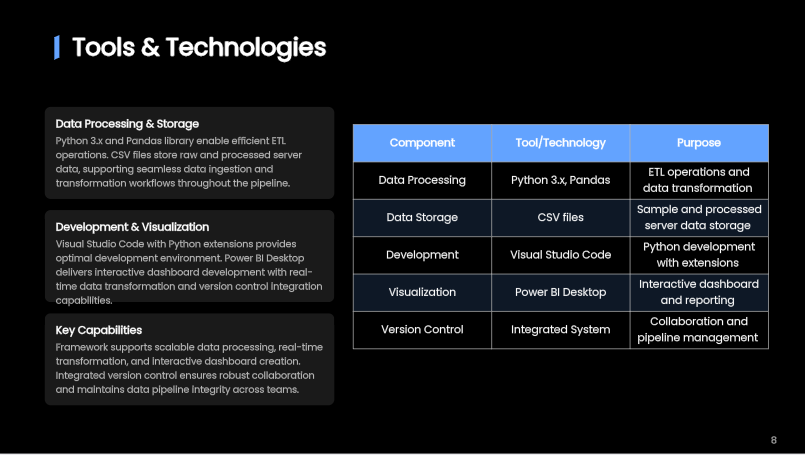 Tools & Technologies
Data Processing & Storage
Python 3.x and Pandas library enable efficient ETL
operations. CSV files store raw and processed server
data, supporting seamless data ingestion and
transformation workflows throughout the pipeline.
Development & Visualization
Visual Studio Code with Python extensions provides
optimal development environment. Power BI Desktop
delivers interactive dashboard development with real-
time data transformation and version control integration
capabilities.
Key Capabilities
Framework supports scalable data processing, real-time
transformation, and interactive dashboard creation.
Integrated version control ensures robust collaboration
and maintains data pipeline integrity across teams.
Component Tool/Technology Purpose
Data Processing Python 3.x, Pandas ETL operations and
data transformation
Data Storage CSV files Sample and processed
server data storage
Development Visual Studio Code Python development
with extensions
Visualization Power BI Desktop Interactive dashboard
and reporting
Version Control Integrated System Collaboration and
pipeline management
8